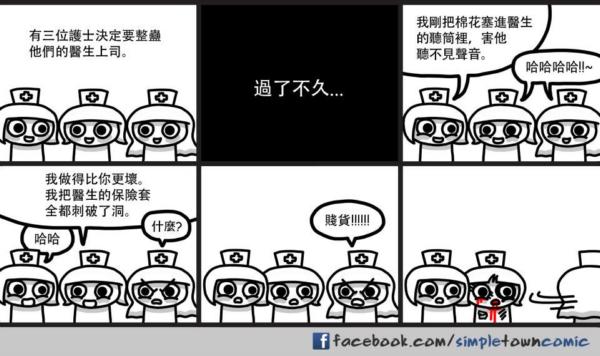 有三位護士決定要整蠱
他們的醫生上司。
過了不久...
我剛把棉花塞進醫生
的聽筒裡，害他
聽不見聲音。
哈哈哈哈!!~
我做得比你更壞。
我把醫生的保險套
全都刺破了洞。
哈哈
什麼?
賤貨!!!!!!
facebook.com/simpletowncomic